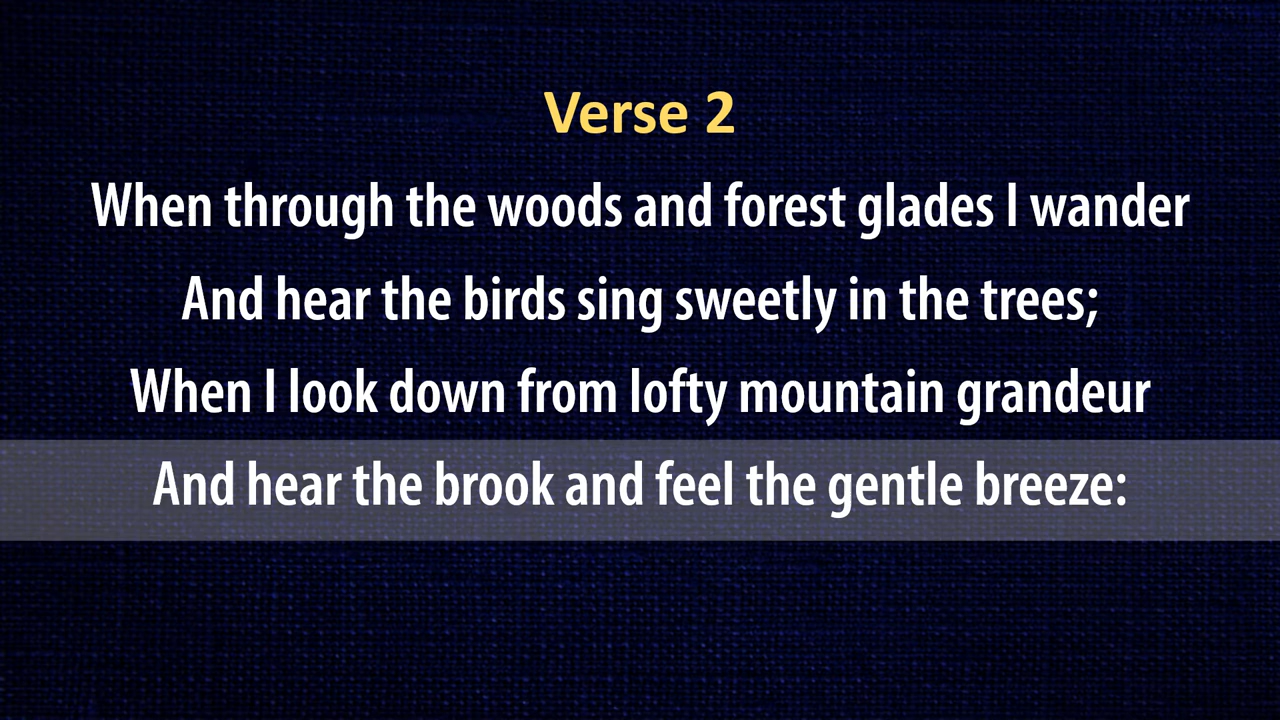 Verse 2
When through the woods and forest glades I wander
And hear the birds sing sweetly in the trees;
When I look down from lofty mountain grandeur
And hear the brook and feel the gentle breeze: